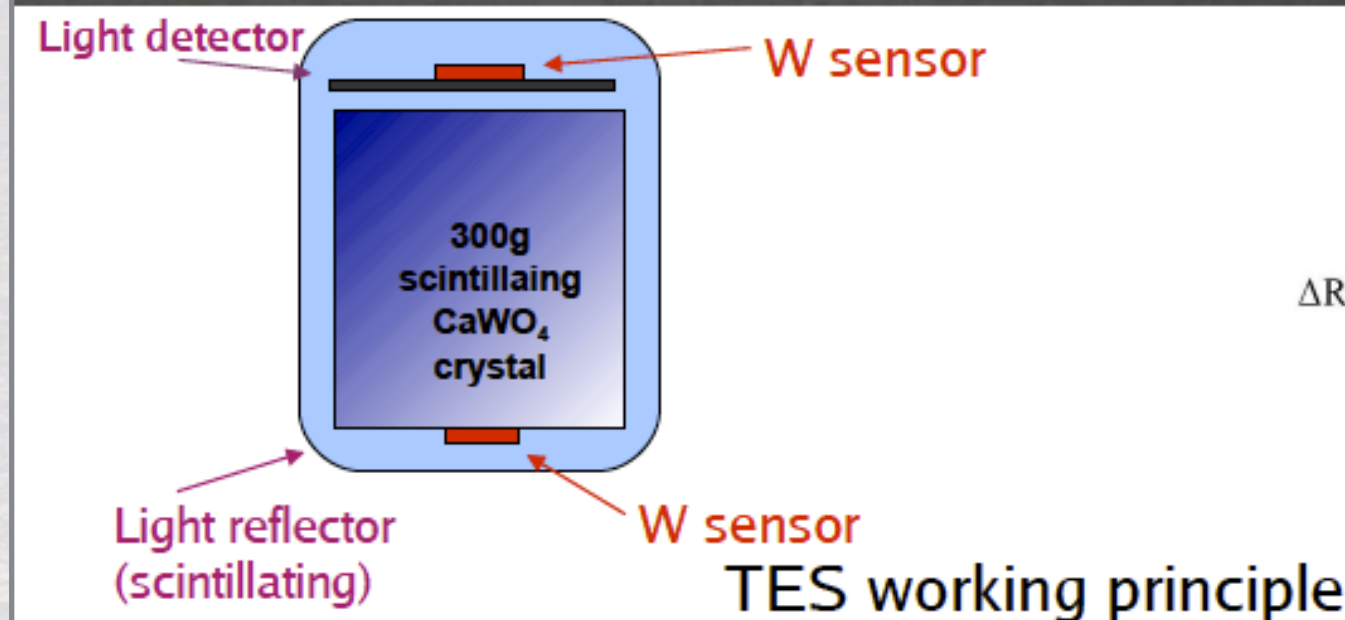 Light detector
W sensor
300g
scintillaing
CaWO₄
crystal
ΔR
Light reflector
(scintillating)
W sensor
TES working principle